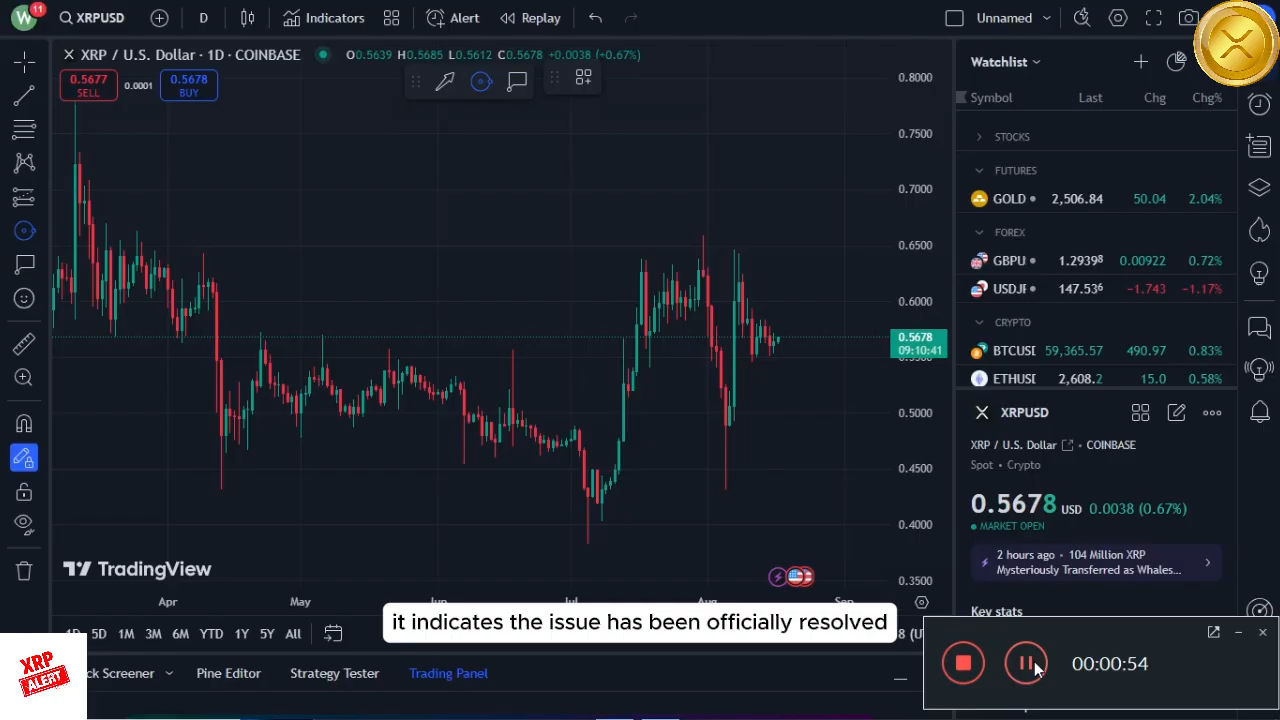 W
11
XRPUSD
D
Indicators
Alert
Replay
Unnamed
XRP / U.S. Dollar · 1D · COINBASE
O0.5639 H0.5685 L0.5612 C0.5678 +0.0038 (+0.67%)
0.5677
SELL
0.0001
0.5678
BUY
0.8000
0.7500
0.7000
0.6500
0.6000
0.5678
09:10:41
0.5000
0.4500
0.4000
0.3500
TradingView
Apr
May
Jul
Aug
Sep
1D 5D 1M 3M 6M YTD 1Y 5Y All
it indicates the issue has been officially resolved
XRP
ALERT
ck Screener
Pine Editor
Strategy Tester
Trading Panel
Watchlist
Symbol Last Chg Chg%
STOCKS
FUTURES
GOLD 2,506.84 50.04 2.04%
FOREX
GBPU 1.29398 0.00922 0.72%
USDJF 147.536 −1.743 −1.17%
CRYPTO
BTCUSI 59,365.57 490.97 0.83%
ETHUSI 2,608.2 15.0 0.58%
XRPUSD
XRP / U.S. Dollar • COINBASE
Spot • Crypto
0.5678 USD 0.0038 (0.67%)
MARKET OPEN
2 hours ago • 104 Million XRP
Mysteriously Transferred as Whales...
Key stats
00:00:54